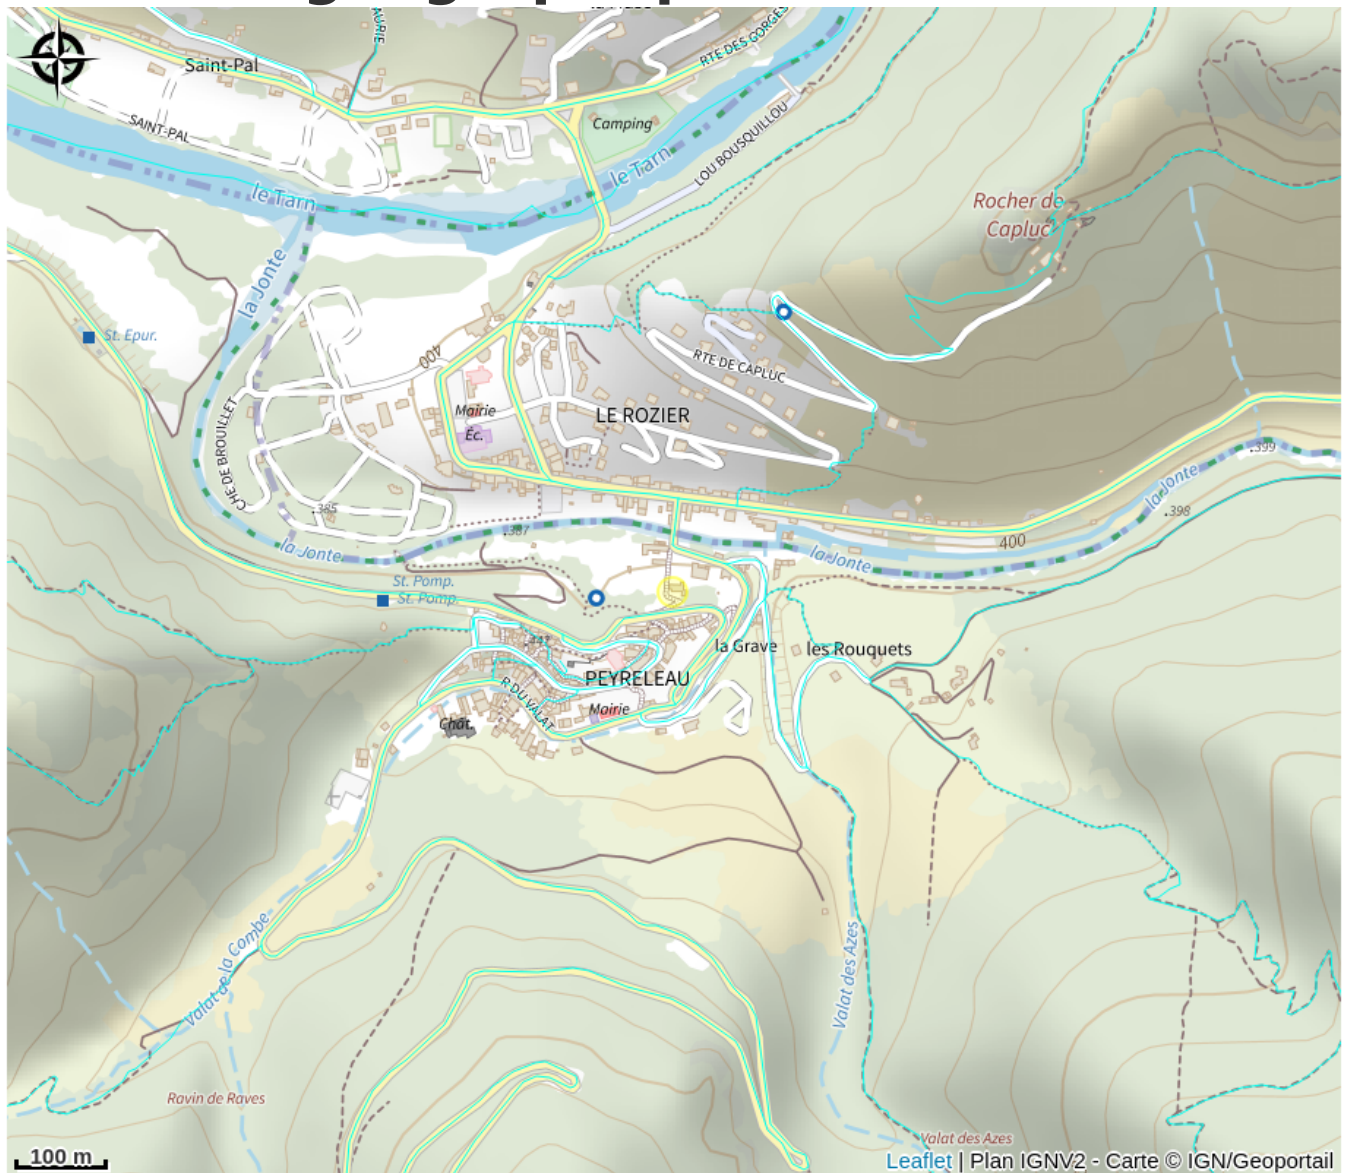 Saint-Pal
RTE DES GORGES
SAINT-PAL
Camping
LOU BOUSQUILLOU
le Tarn
le Tarn
Rocher de
Capluc
la Jonte
St. Epur.
400
RTE DE CAPLUC
Mairie
LE ROZIER
Éc.
CHE DE BROUILLET
.399
la Jonte
.385
.398
.387
400
la Jonte
la Jonte
St. Pomp.
St. Pomp.
la Grave
les Rouquets
PEYRELEAU
R DU VALAT
Mairie
Chât.
Valat de la Combe
Valat des Azes
Ravin de Raves
Valat des Azes
100 m
Leaflet | Plan IGNV2 - Carte © IGN/Geoportail